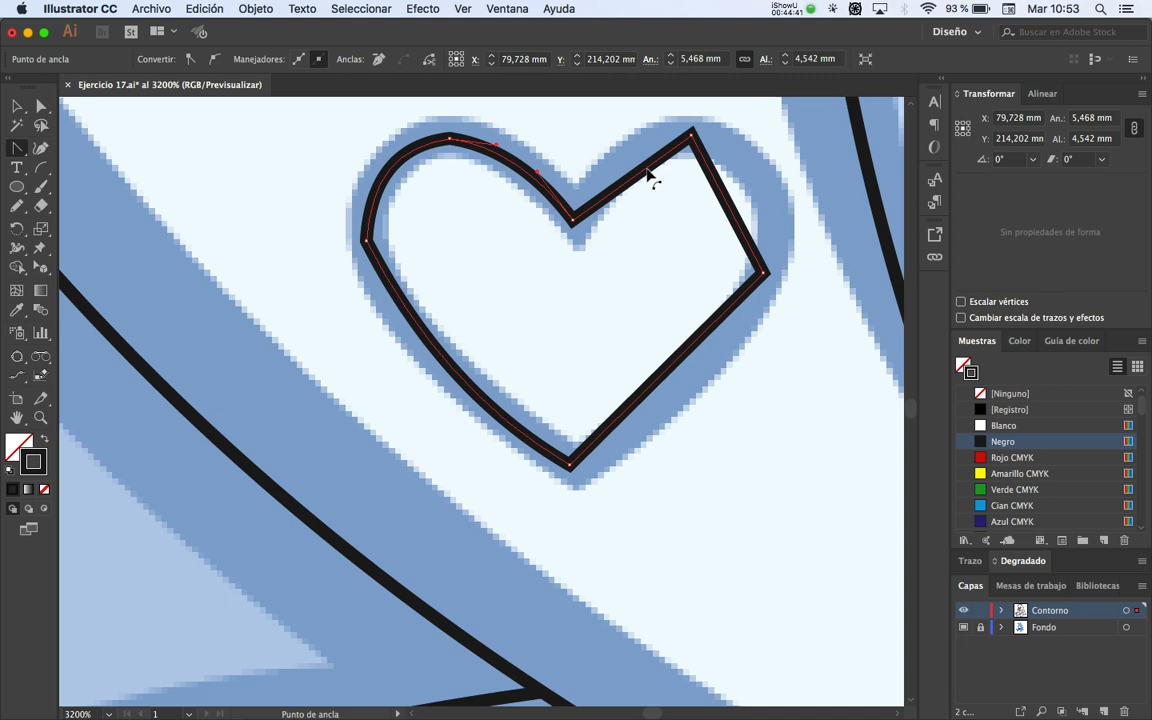 Illustrator CC Archivo Edición Objeto Texto Seleccionar Efecto Ver Ventana Ayuda iShowU 00:44:41 93 % Mar 10:53
Ai Br St Diseño Buscar en Adobe Stock
Punto de ancla Convertir: Manejadores: Anclas: X: 79,728 mm Y: 214,202 mm An.: 5,468 mm Al.: 4,542 mm
× Ejercicio 17.ai* al 3200% (RGB/Previsualizar)
Transformar Alinear
X: 79,728 mm An.: 5,468 mm
Y: 214,202 mm Al.: 4,542 mm
0° 0°
Sin propiedades de forma
Escalar vértices
Cambiar escala de trazos y efectos
Muestras Color Guía de color
[Ninguno]
[Registro]
Blanco
Negro
Rojo CMYK
Amarillo CMYK
Verde CMYK
Cian CMYK
Azul CMYK
Trazo Degradado
Capas Mesas de trabajo Bibliotecas
Contorno
Fondo
3200% 1 Punto de ancla 2 c...